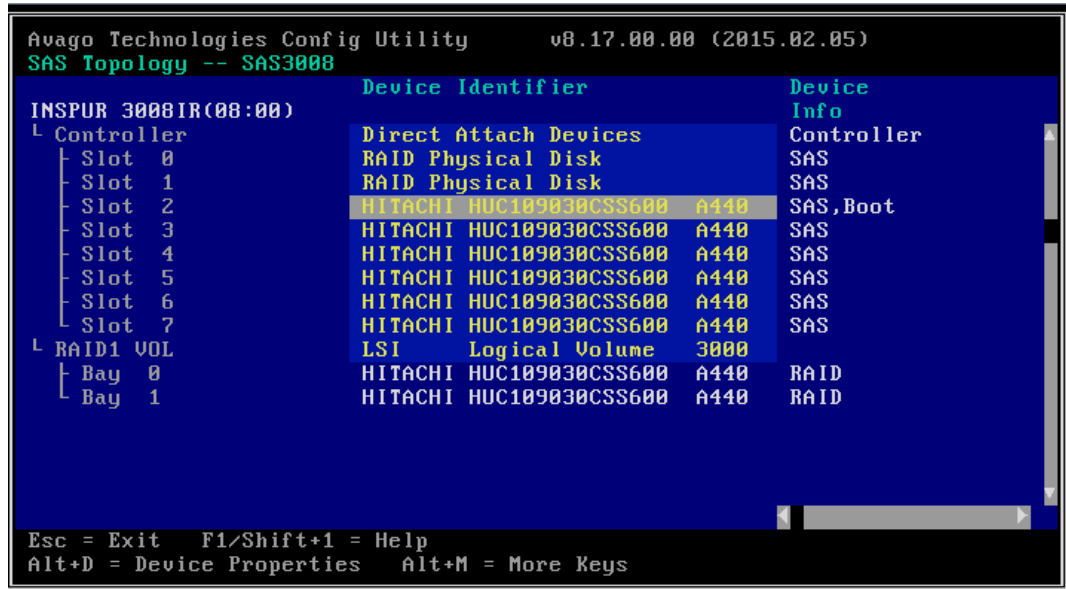 Avago Technologies Config Utility v8.17.00.00 (2015.02.05)
SAS Topology -- SAS3008
Device Identifier Device
INSPUR 3008IR(08:00) Info
Controller Direct Attach Devices Controller
Slot 0 RAID Physical Disk SAS
Slot 1 RAID Physical Disk SAS
Slot 2 HITACHI HUC109030CSS600 A440 SAS,Boot
Slot 3 HITACHI HUC109030CSS600 A440 SAS
Slot 4 HITACHI HUC109030CSS600 A440 SAS
Slot 5 HITACHI HUC109030CSS600 A440 SAS
Slot 6 HITACHI HUC109030CSS600 A440 SAS
Slot 7 HITACHI HUC109030CSS600 A440 SAS
RAID1 VOL LSI Logical Volume 3000
Bay 0 HITACHI HUC109030CSS600 A440 RAID
Bay 1 HITACHI HUC109030CSS600 A440 RAID
Esc = Exit F1/Shift+1 = Help
Alt+D = Device Properties Alt+M = More Keys